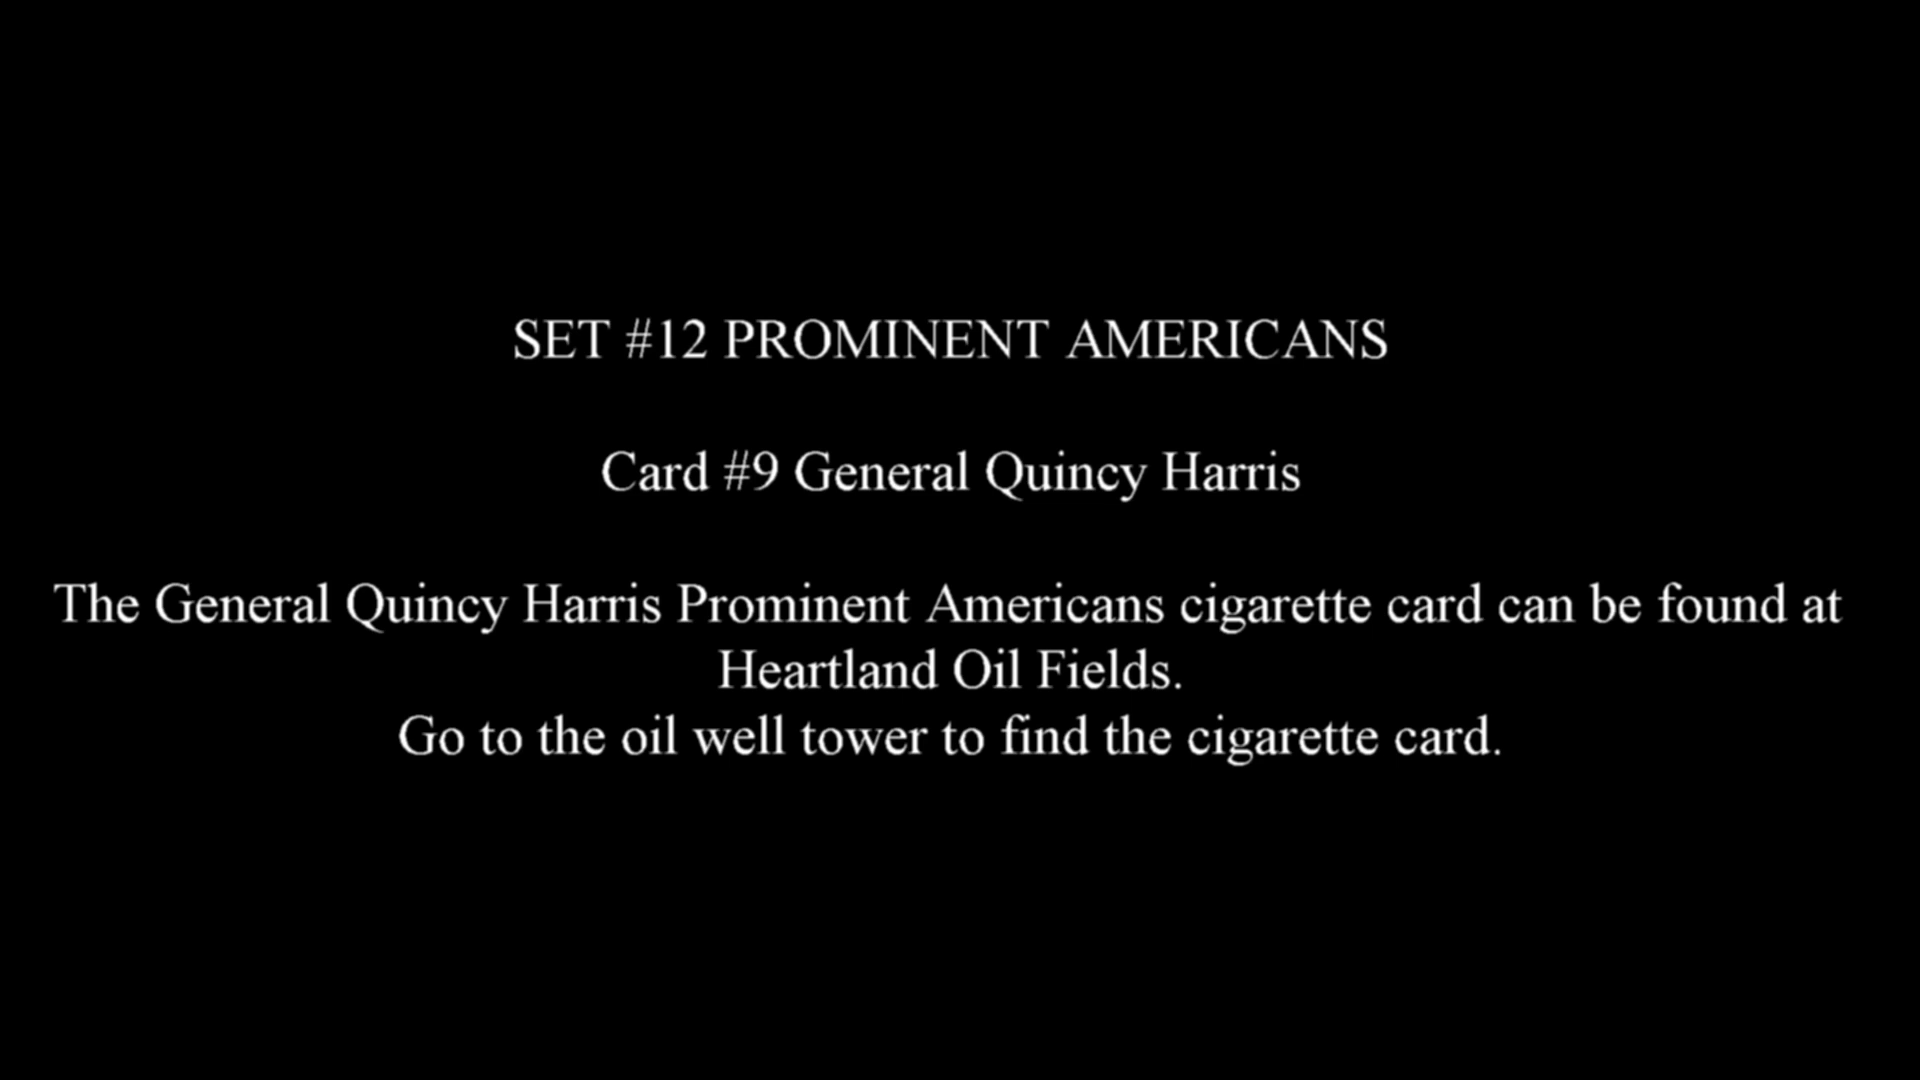 SET #12 PROMINENT AMERICANS
Card #9 General Quincy Harris
The General Quincy Harris Prominent Americans cigarette card can be found at
Heartland Oil Fields.
Go to the oil well tower to find the cigarette card.